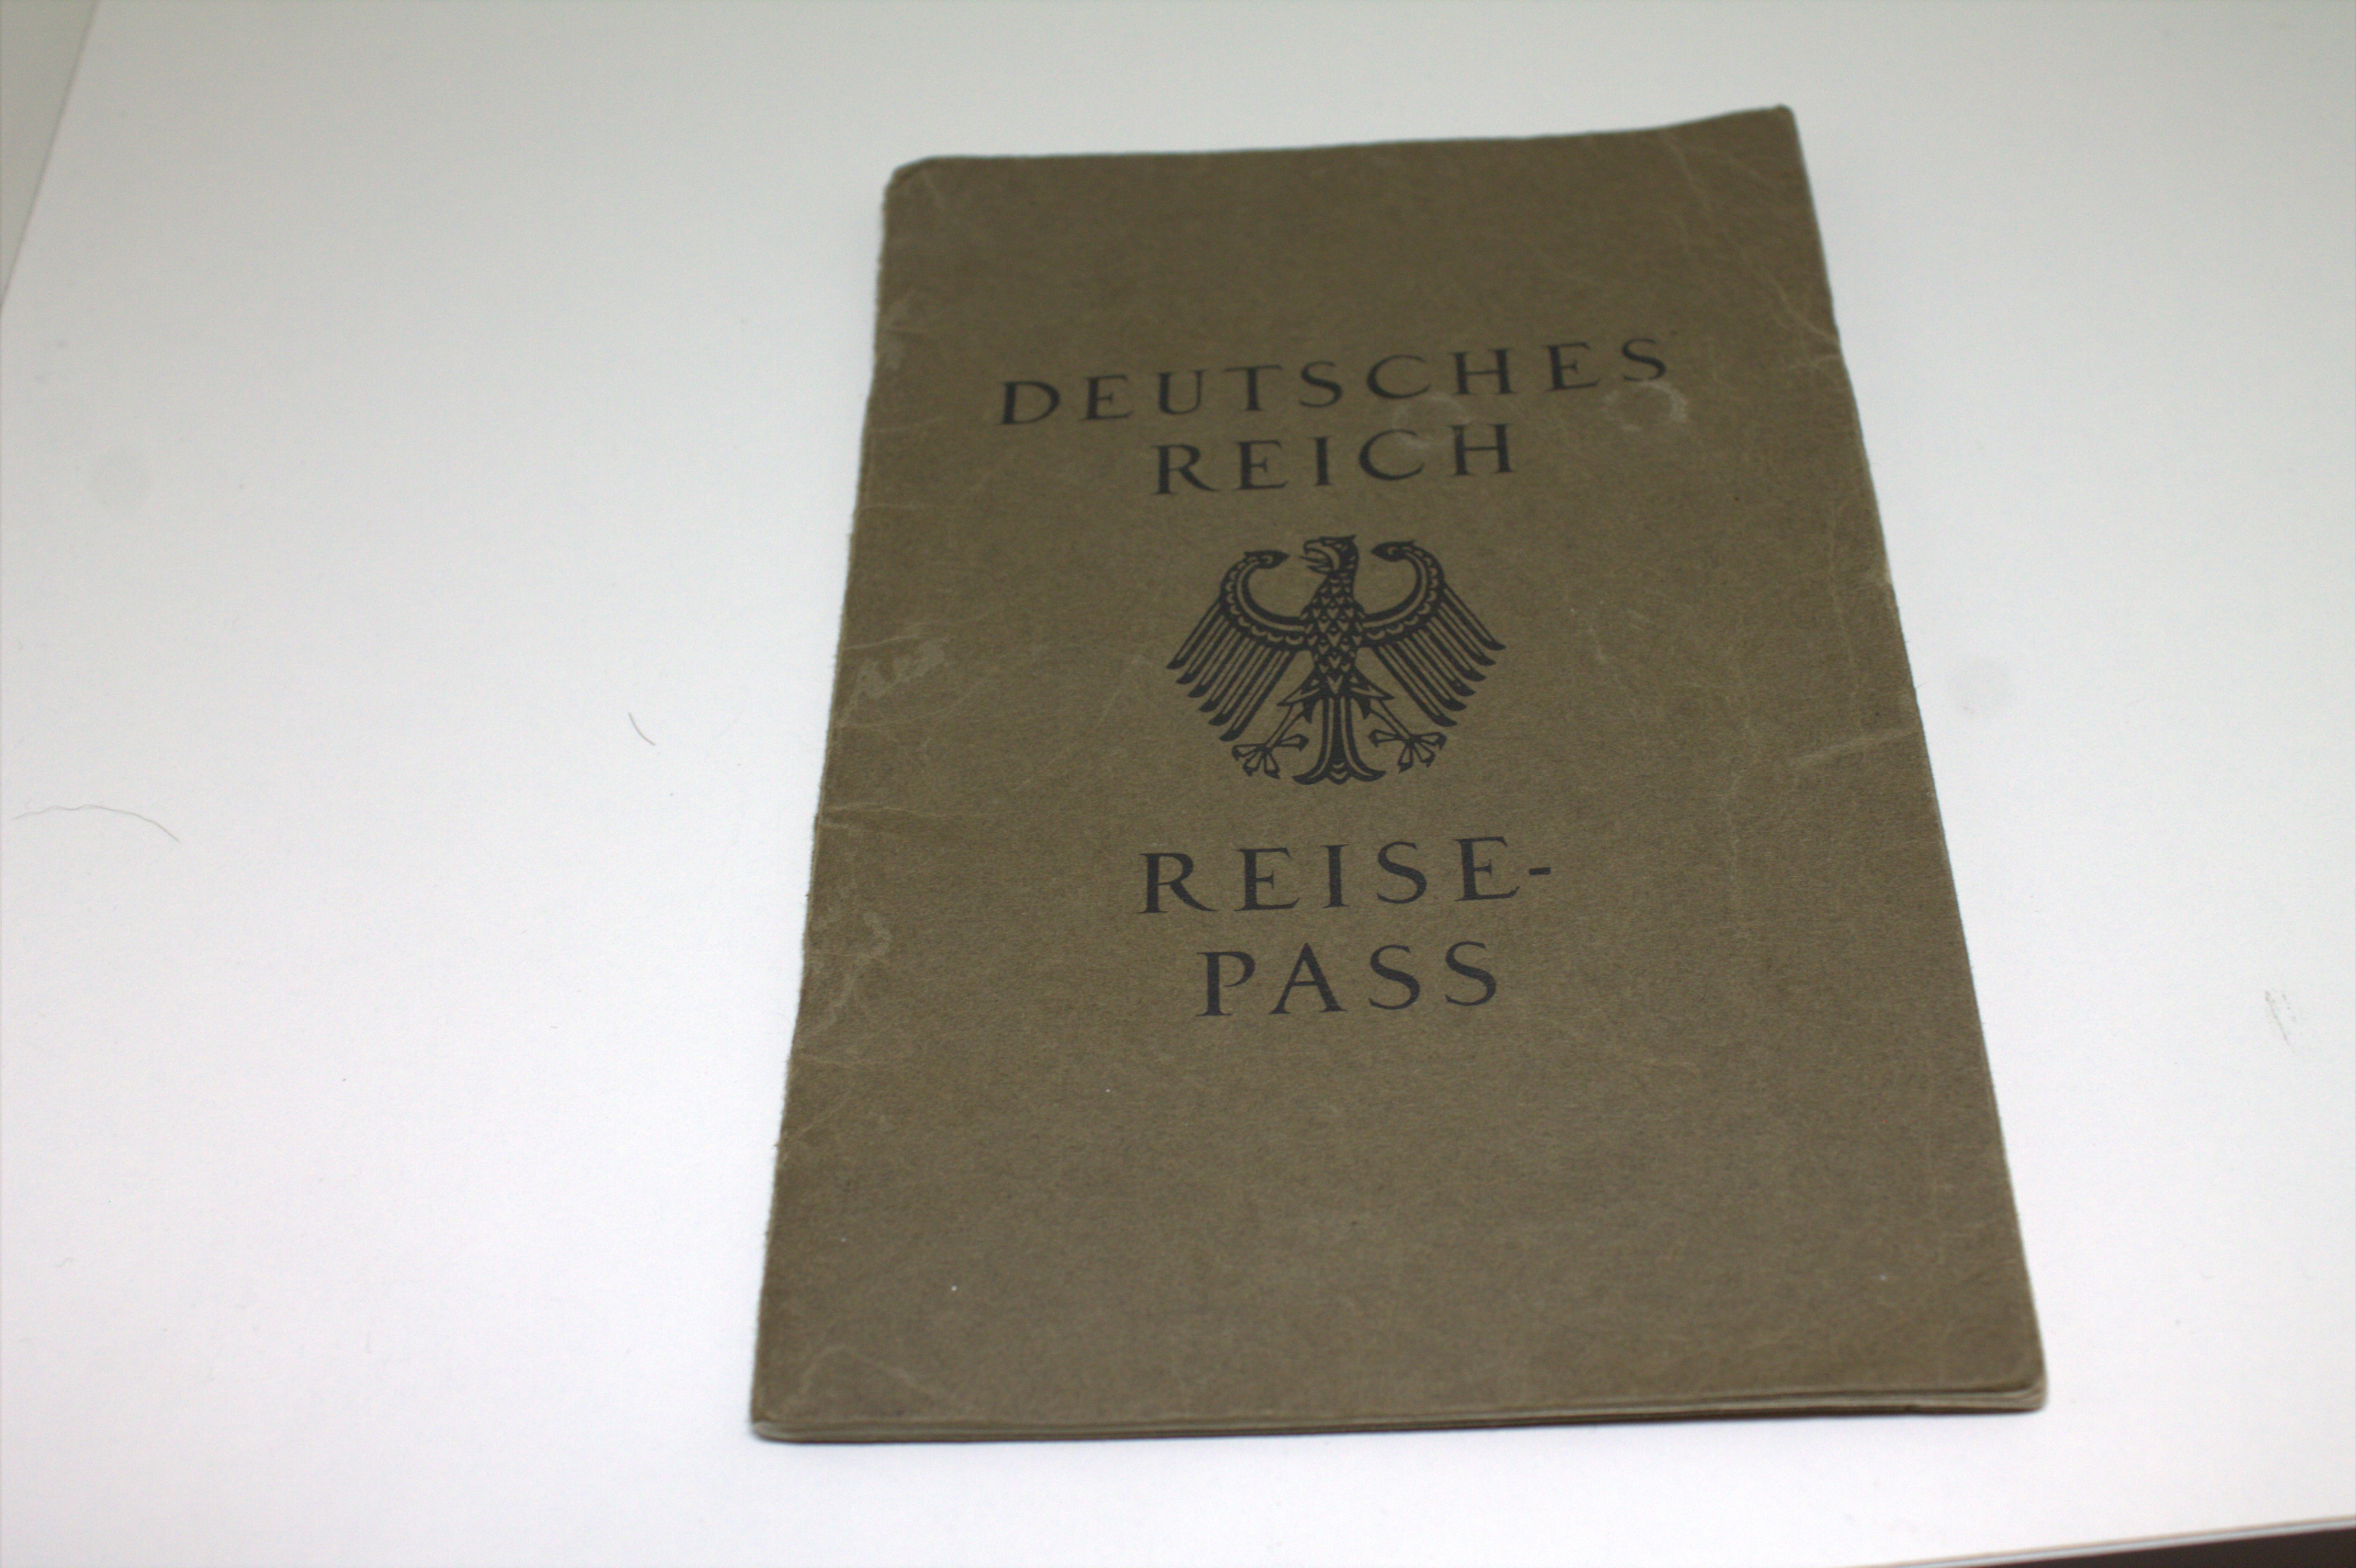 DEUTSCHES
REICH
REISE-
PASS